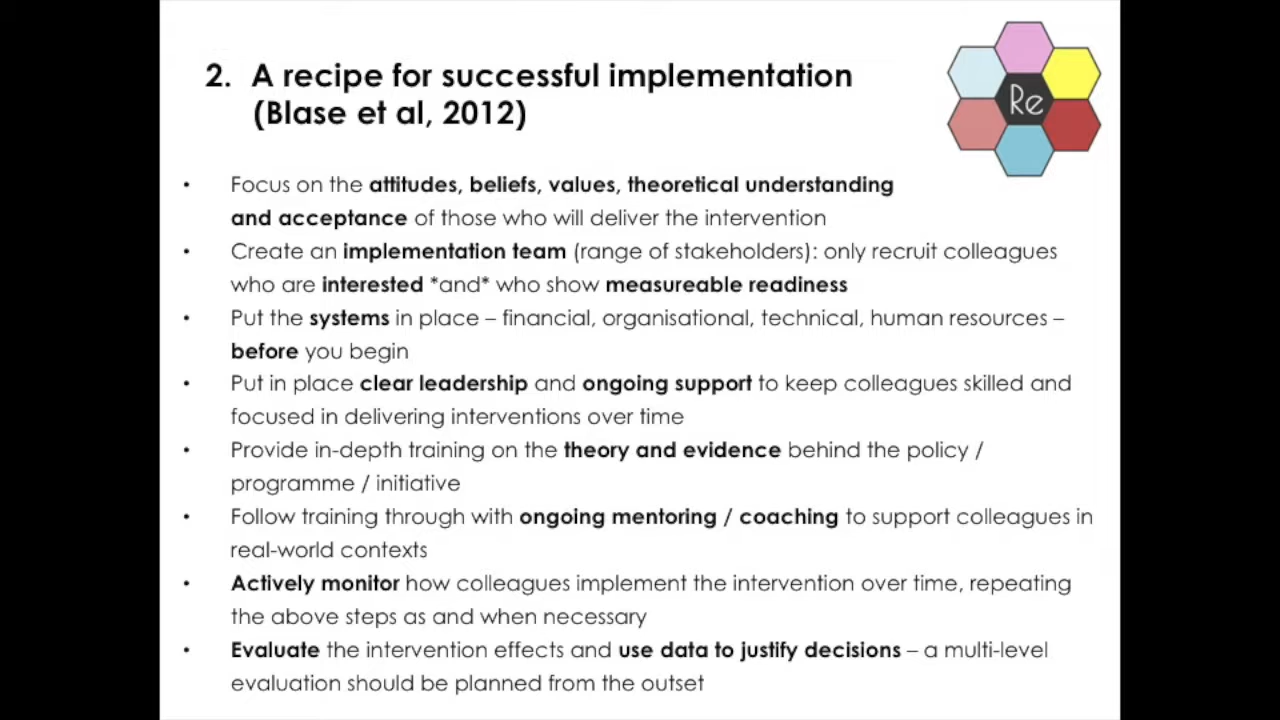 2. A recipe for successful implementation
(Blase et al, 2012)
Re
• Focus on the attitudes, beliefs, values, theoretical understanding
and acceptance of those who will deliver the intervention
• Create an implementation team (range of stakeholders): only recruit colleagues
who are interested *and* who show measureable readiness
• Put the systems in place – financial, organisational, technical, human resources –
before you begin
• Put in place clear leadership and ongoing support to keep colleagues skilled and
focused in delivering interventions over time
• Provide in-depth training on the theory and evidence behind the policy /
programme / initiative
• Follow training through with ongoing mentoring / coaching to support colleagues in
real-world contexts
• Actively monitor how colleagues implement the intervention over time, repeating
the above steps as and when necessary
• Evaluate the intervention effects and use data to justify decisions – a multi-level
evaluation should be planned from the outset